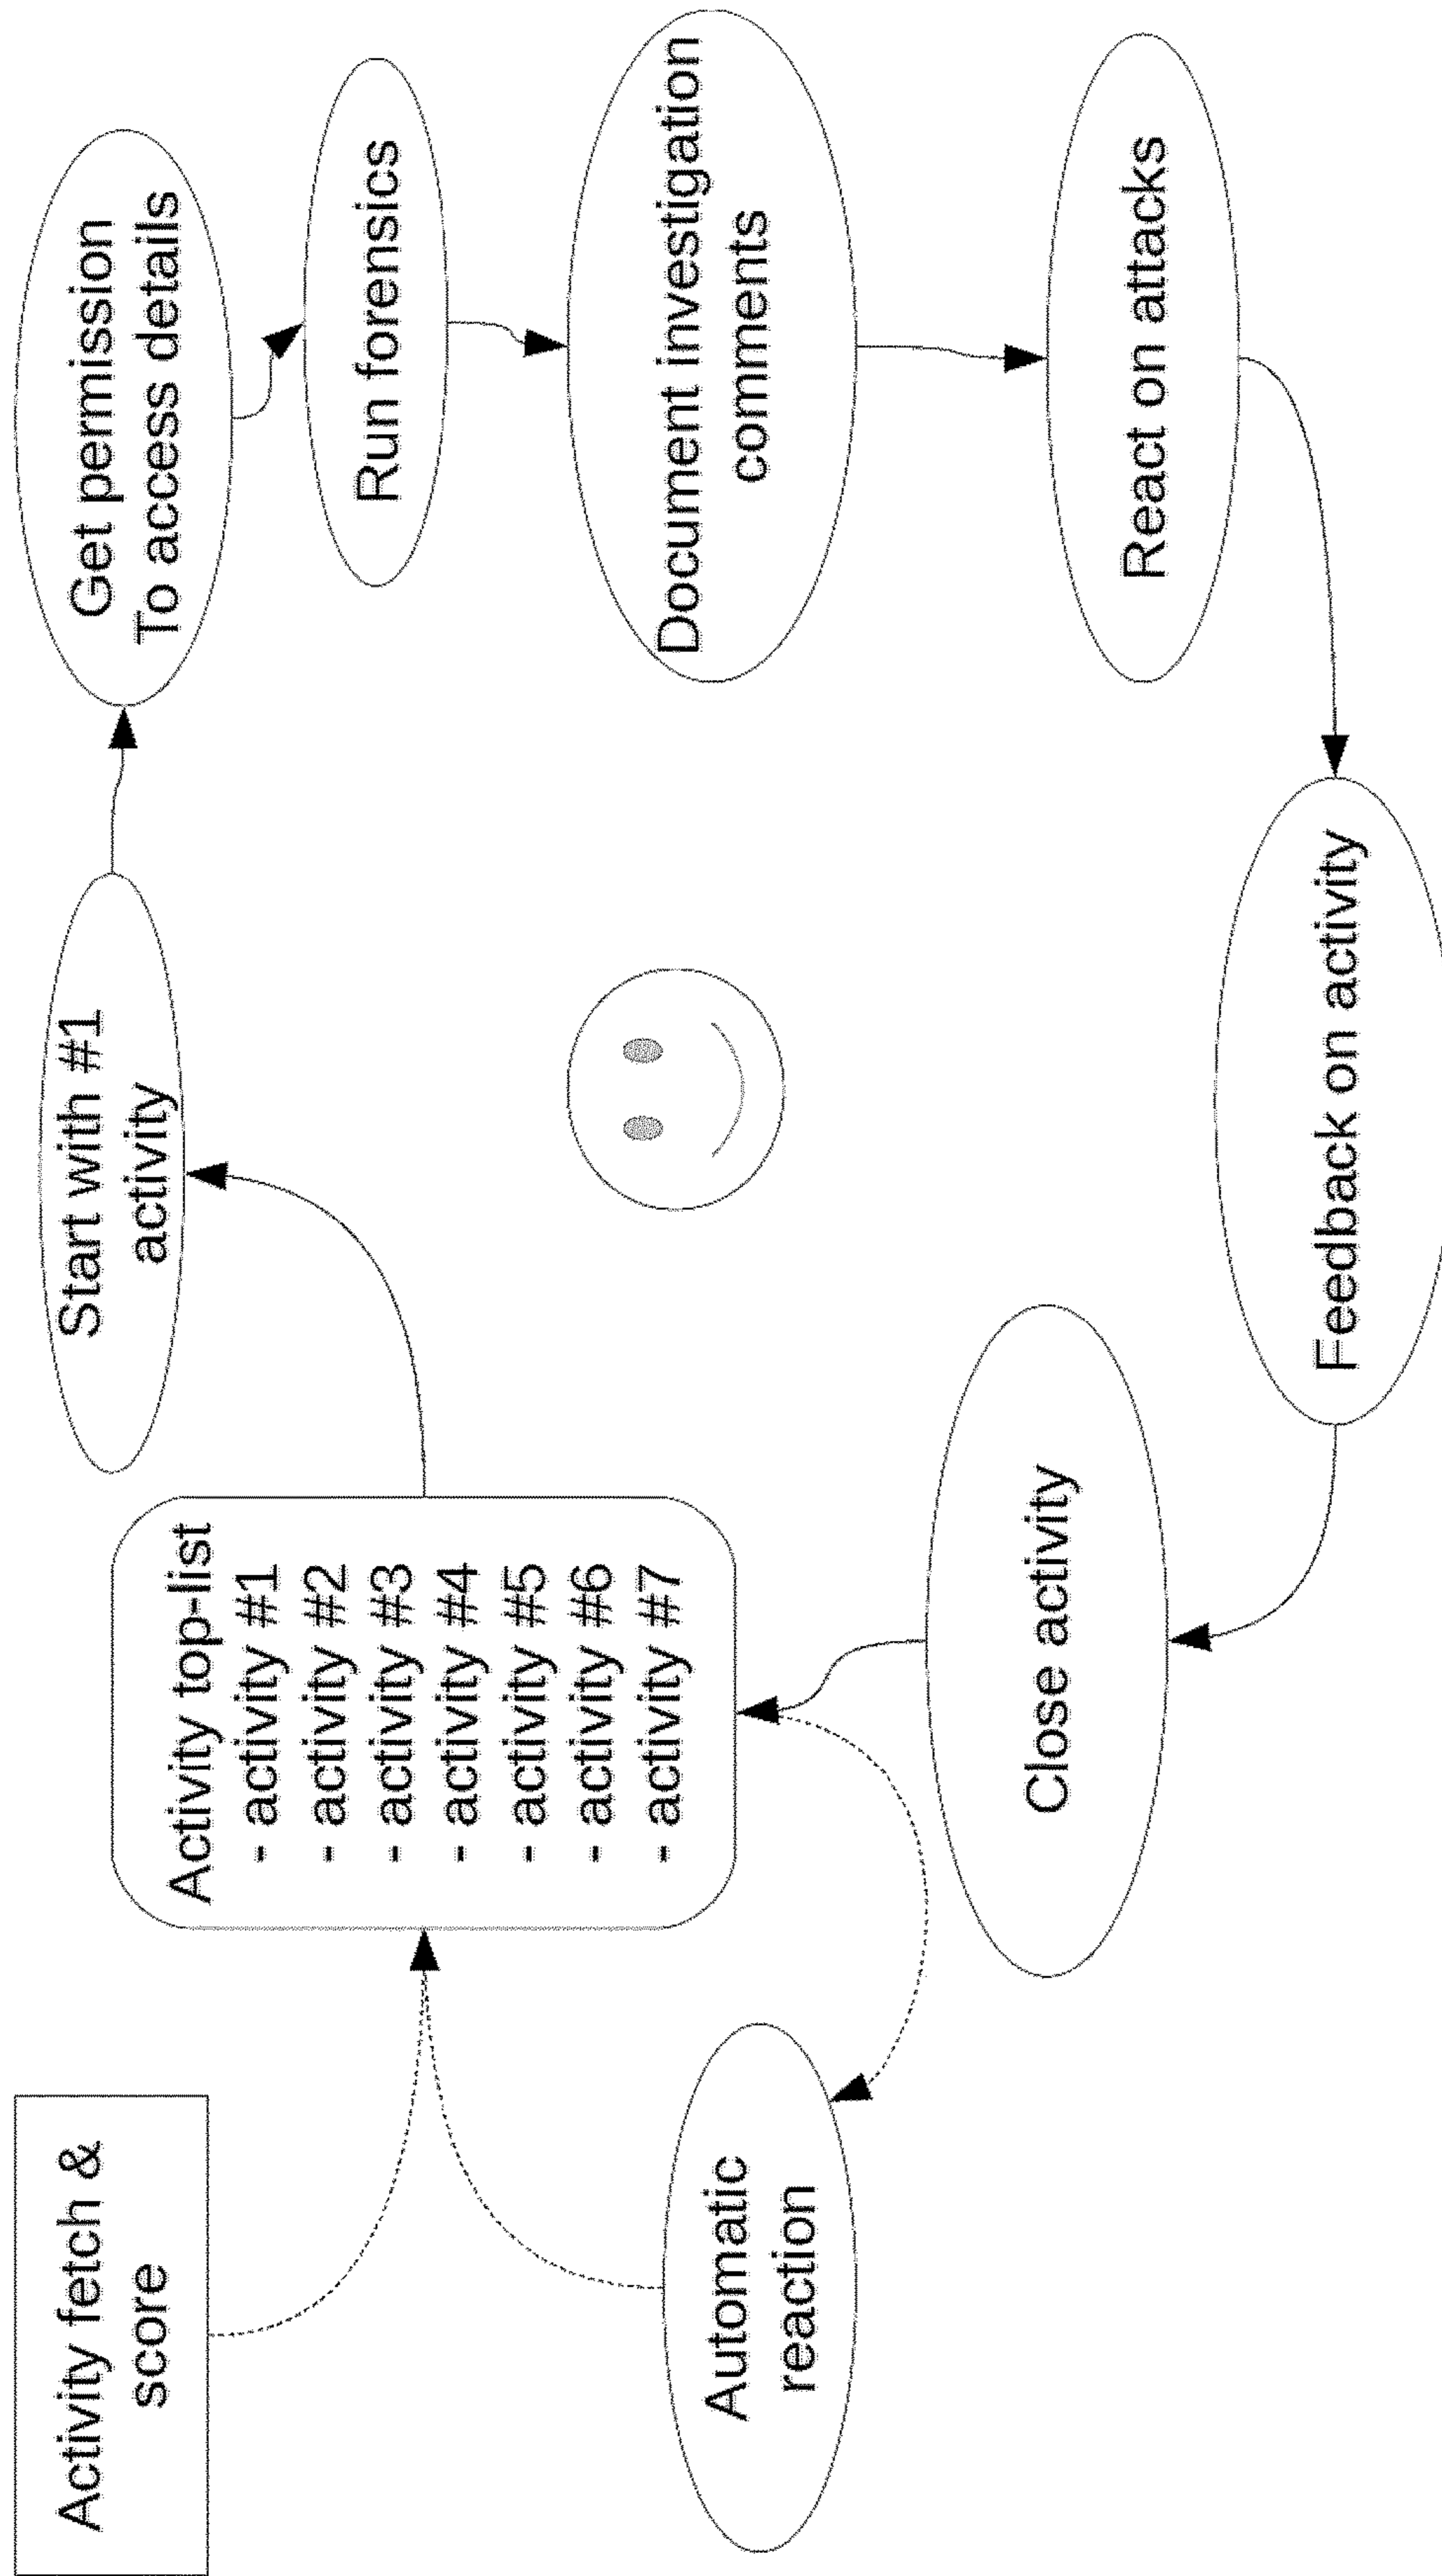 Activity fetch &
score
Activity top-list
- activity #1
- activity #2
- activity #3
- activity #4
- activity #5
- activity #6
- activity #7
Start with #1
activity
Get permission
To access details
Run forensics
Document investigation
comments
React on attacks
Feedback on activity
Close activity
Automatic
reaction